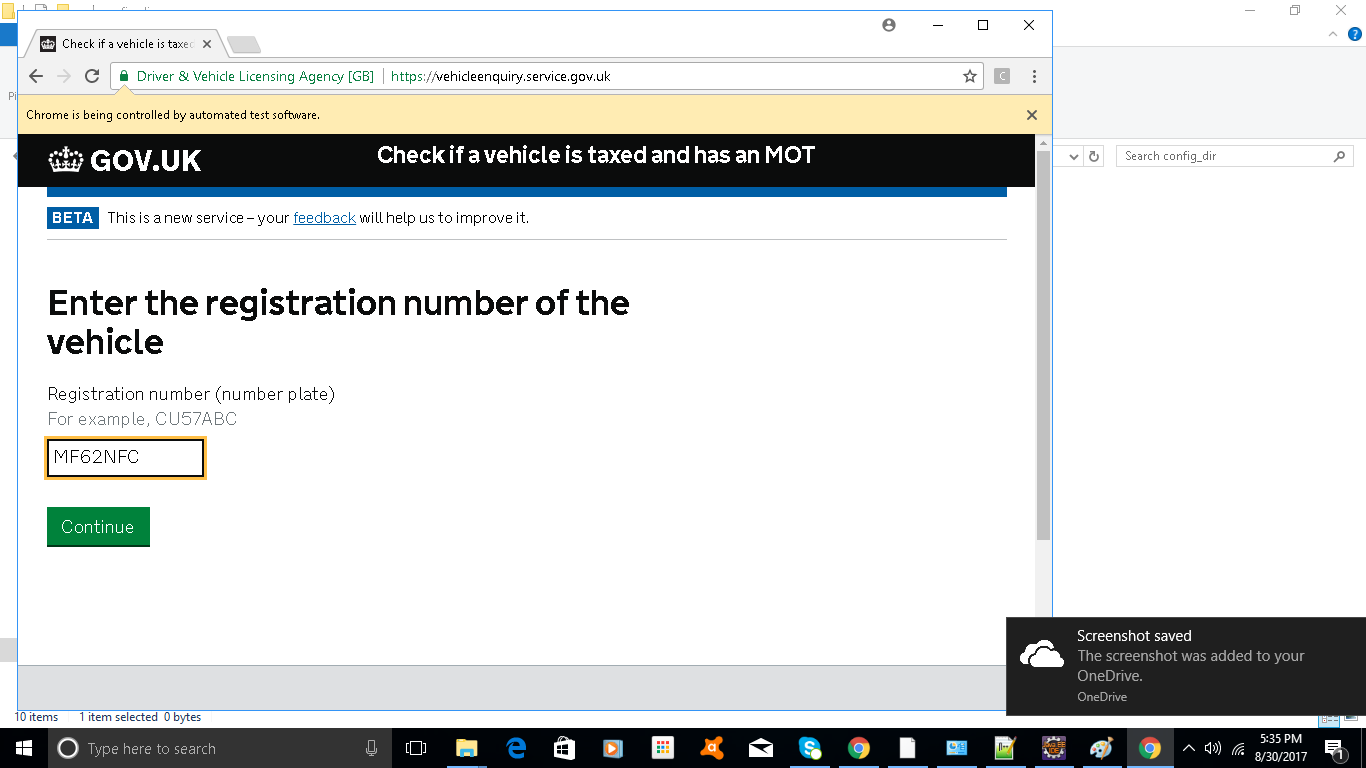 Check if a vehicle is taxed
Driver & Vehicle Licensing Agency [GB]
https://vehicleenquiry.service.gov.uk
C
Chrome is being controlled by automated test software.
GOV.UK
Check if a vehicle is taxed and has an MOT
Search config_dir
BETA This is a new service – your feedback will help us to improve it.
Enter the registration number of the
vehicle
Registration number (number plate)
For example, CU57ABC
MF62NFC
Continue
Screenshot saved
The screenshot was added to your
OneDrive.
OneDrive
10 items 1 item selected 0 bytes
Type here to search
5:35 PM
8/30/2017
1